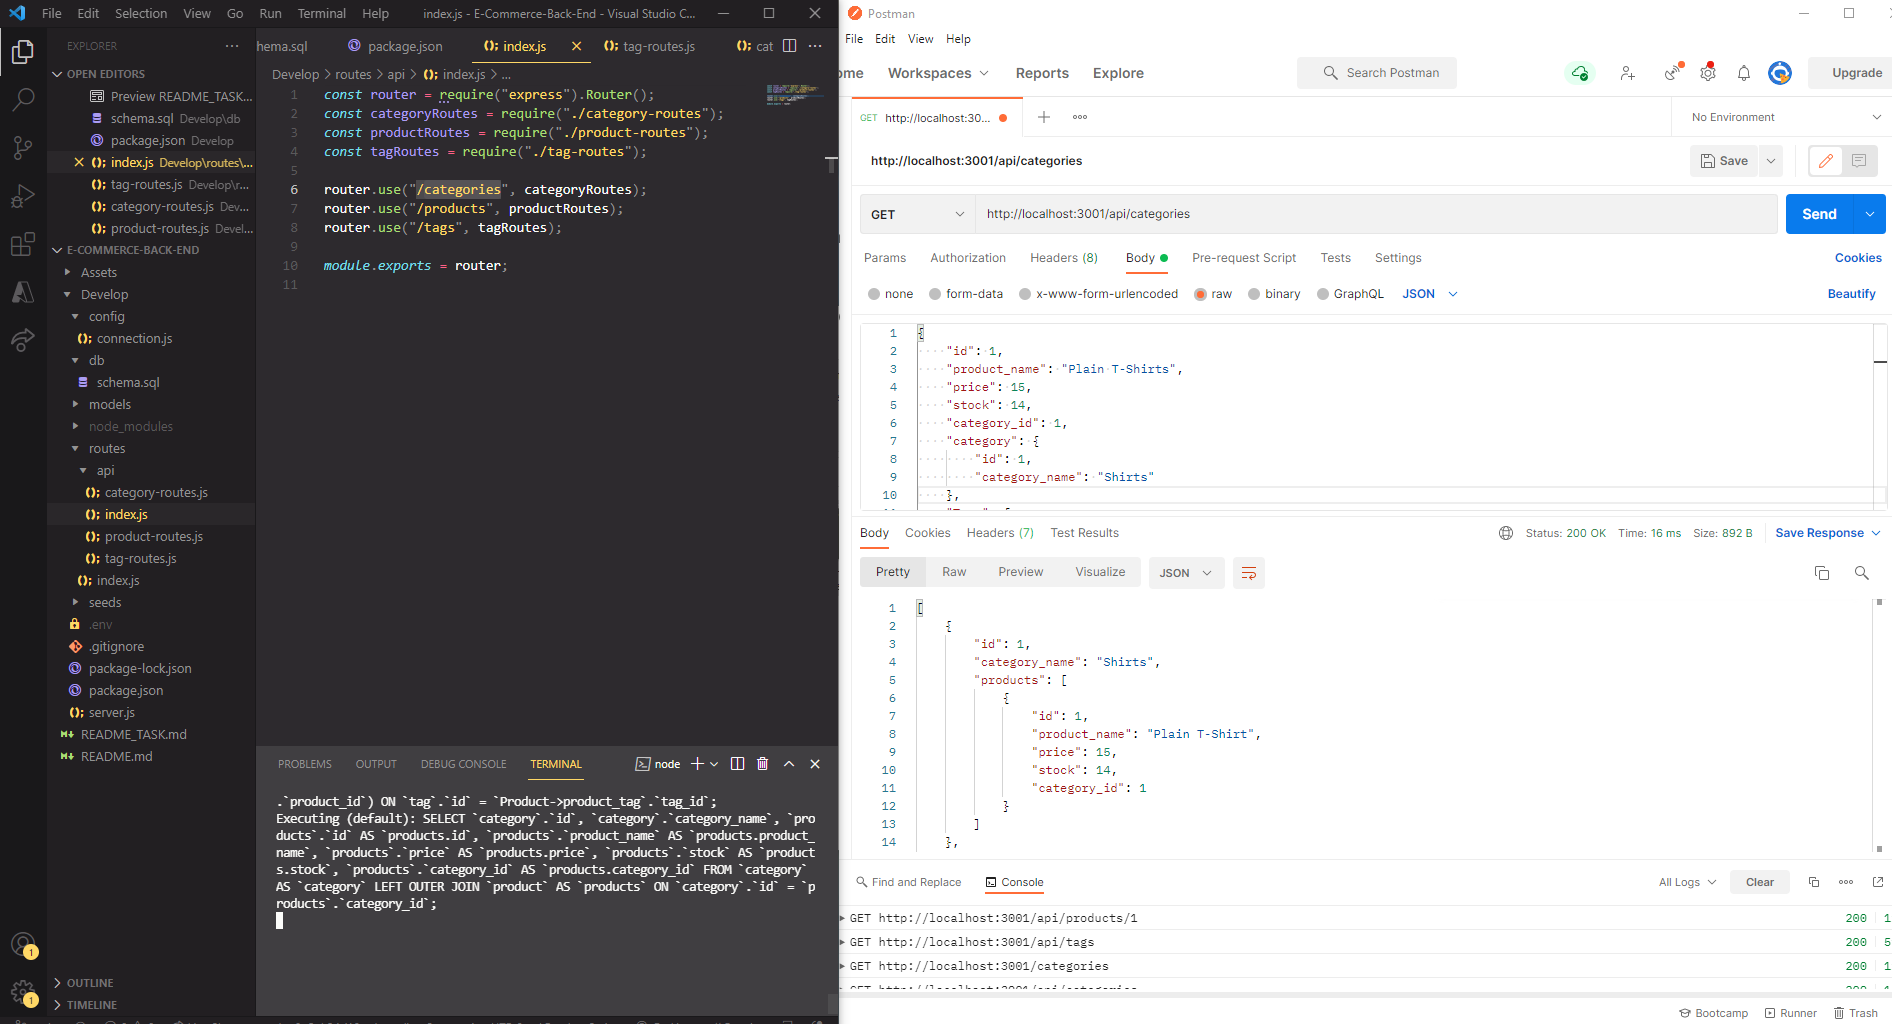 File Edit Selection View Go Run Terminal Help index.js - E-Commerce-Back-End - Visual Studio C...
EXPLORER
OPEN EDITORS
Preview README_TASK...
schema.sql Develop\db
package.json Develop
index.js Develop\routes\...
tag-routes.js Develop\r...
category-routes.js Dev...
product-routes.js Devel...
E-COMMERCE-BACK-END
Assets
Develop
config
connection.js
db
schema.sql
models
node_modules
routes
api
category-routes.js
index.js
product-routes.js
tag-routes.js
index.js
seeds
.env
.gitignore
package-lock.json
package.json
server.js
README_TASK.md
README.md
OUTLINE
TIMELINE
1
1
hema.sql package.json index.js tag-routes.js cat
Develop > routes > api > index.js > ...
1 const router = require("express").Router();
2 const categoryRoutes = require("./category-routes");
3 const productRoutes = require("./product-routes");
4 const tagRoutes = require("./tag-routes");
5
6 router.use("/categories", categoryRoutes);
7 router.use("/products", productRoutes);
8 router.use("/tags", tagRoutes);
9
10 module.exports = router;
11
PROBLEMS OUTPUT DEBUG CONSOLE TERMINAL node
.`product_id`) ON `tag`.`id` = `Product->product_tag`.`tag_id`;
Executing (default): SELECT `category`.`id`, `category`.`category_name`, `pro
ducts`.`id` AS `products.id`, `products`.`product_name` AS `products.product_
name`, `products`.`price` AS `products.price`, `products`.`stock` AS `product
s.stock`, `products`.`category_id` AS `products.category_id` FROM `category`
AS `category` LEFT OUTER JOIN `product` AS `products` ON `category`.`id` = `p
roducts`.`category_id`;
Postman
File Edit View Help
ome Workspaces Reports Explore Search Postman Upgrade
GET http://localhost:30... No Environment
http://localhost:3001/api/categories Save
GET http://localhost:3001/api/categories Send
Params Authorization Headers (8) Body Pre-request Script Tests Settings Cookies
none form-data x-www-form-urlencoded raw binary GraphQL JSON Beautify
1 {
2 "id": 1,
3 "product_name": "Plain T-Shirts",
4 "price": 15,
5 "stock": 14,
6 "category_id": 1,
7 "category": {
8 "id": 1,
9 "category_name": "Shirts"
10 },
Body Cookies Headers (7) Test Results Status: 200 OK Time: 16 ms Size: 892 B Save Response
Pretty Raw Preview Visualize JSON
1 [
2 {
3 "id": 1,
4 "category_name": "Shirts",
5 "products": [
6 {
7 "id": 1,
8 "product_name": "Plain T-Shirt",
9 "price": 15,
10 "stock": 14,
11 "category_id": 1
12 }
13 ]
14 },
Find and Replace Console All Logs Clear
GET http://localhost:3001/api/products/1 200 1
GET http://localhost:3001/api/tags 200 5
GET http://localhost:3001/categories 200 1
GET http://localhost:3001/api/categories 200
Bootcamp Runner Trash